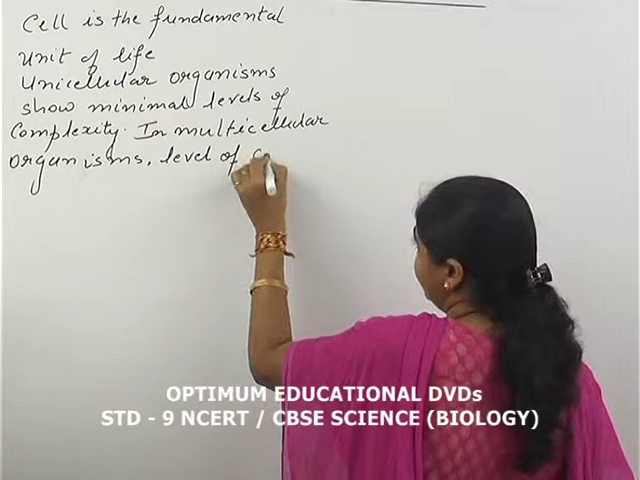 Cell is the fundamental
Unit of life
Unicellular organisms
show minimal levels of
Complexity. In multicellular
organisms, level of c
OPTIMUM EDUCATIONAL DVDs
STD - 9 NCERT / CBSE SCIENCE (BIOLOGY)